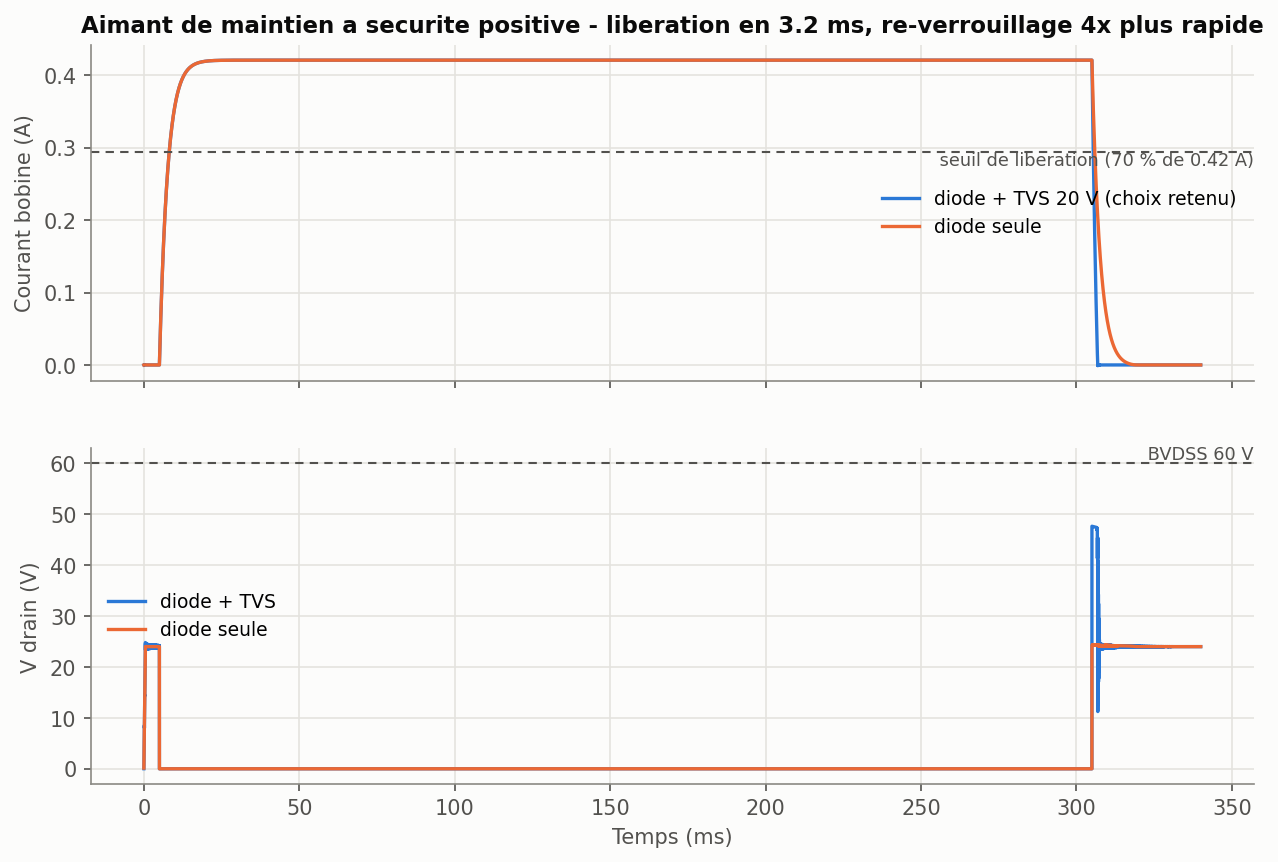 Aimant de maintien a securite positive - liberation en 3.2 ms, re-verrouillage 4x plus rapide
Courant bobine (A)
0.4
0.3
0.2
0.1
0.0
seuil de liberation (70 % de 0.42 A)
diode + TVS 20 V (choix retenu)
diode seule
V drain (V)
60
50
40
30
20
10
0
BVDSS 60 V
diode + TVS
diode seule
0 50 100 150 200 250 300 350
Temps (ms)